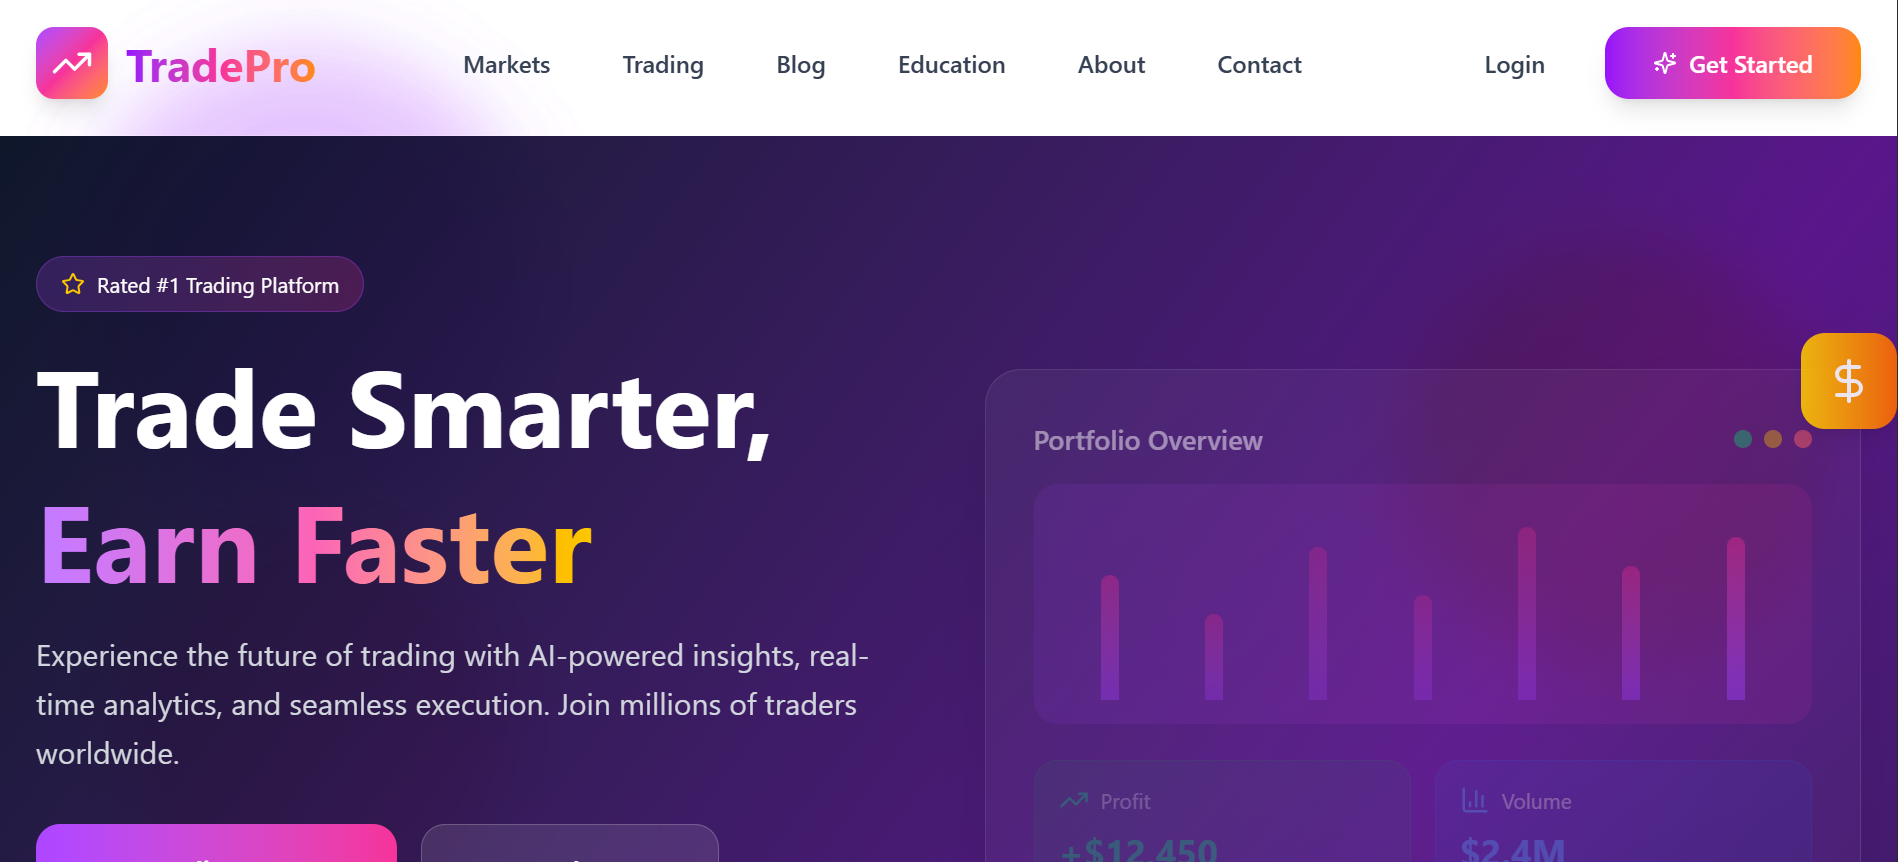 TradePro
Markets
Trading
Blog
Education
About
Contact
Login
Get Started
Rated #1 Trading Platform
Trade Smarter,
Earn Faster
Experience the future of trading with AI-powered insights, real-
time analytics, and seamless execution. Join millions of traders
worldwide.
Portfolio Overview
Profit
+$12,450
Volume
$2.4M